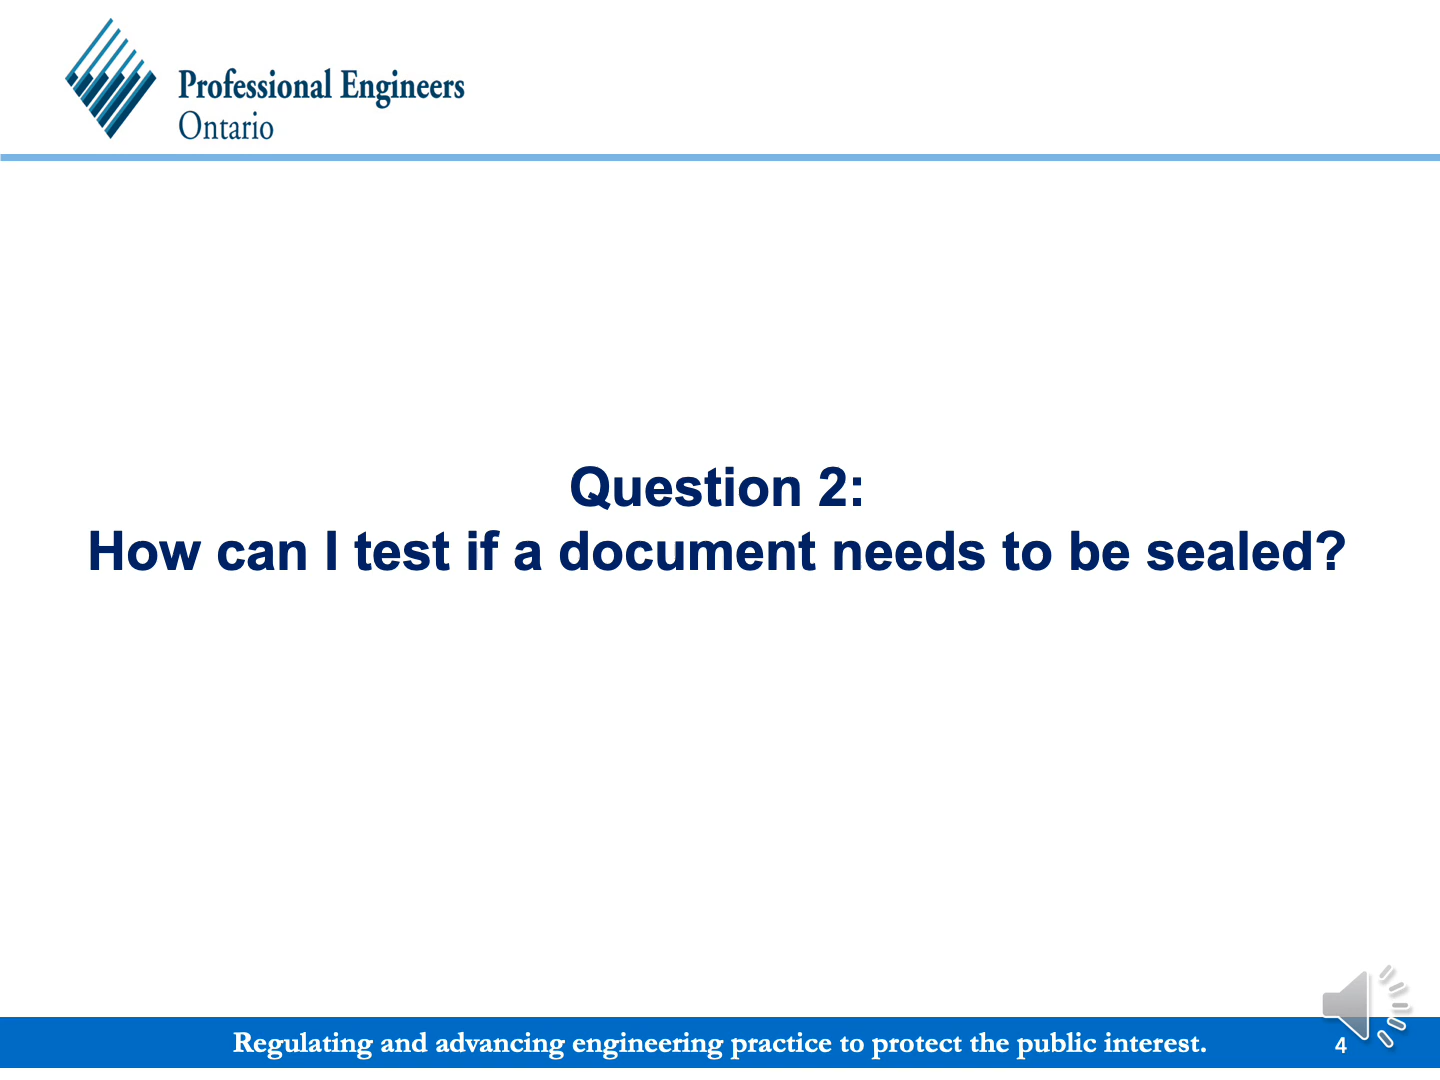 Professional Engineers
Ontario
Question 2:
How can I test if a document needs to be sealed?
Regulating and advancing engineering practice to protect the public interest.
4